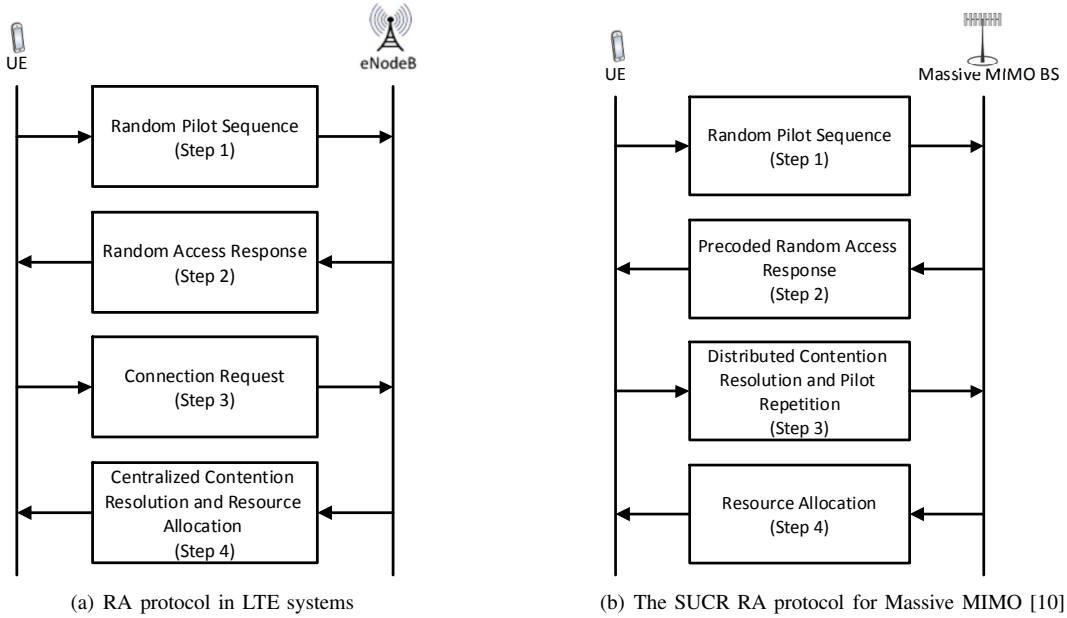 UE
eNodeB
Random Pilot Sequence
(Step 1)
Random Access Response
(Step 2)
Connection Request
(Step 3)
Centralized Contention
Resolution and Resource
Allocation
(Step 4)
(a) RA protocol in LTE systems
UE
Massive MIMO BS
Random Pilot Sequence
(Step 1)
Precoded Random Access
Response
(Step 2)
Distributed Contention
Resolution and Pilot
Repetition
(Step 3)
Resource Allocation
(Step 4)
(b) The SUCR RA protocol for Massive MIMO [10]